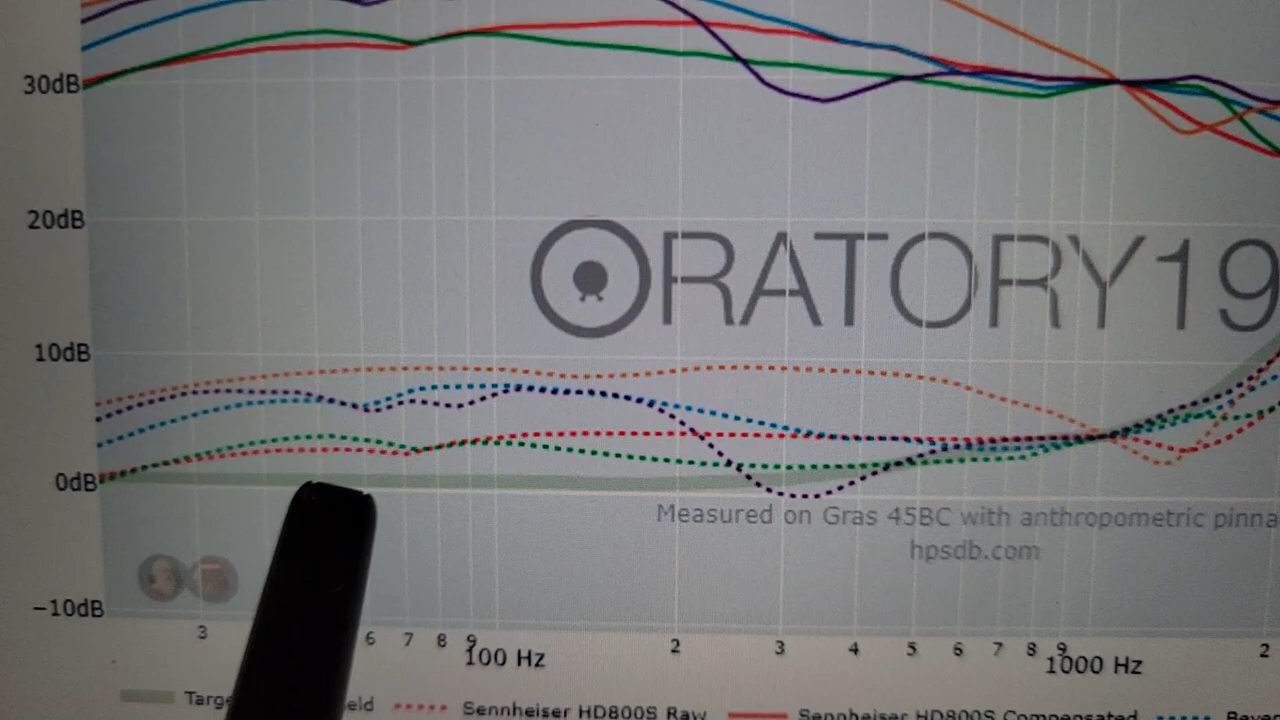 30dB
20dB
ORATORY19
10dB
0dB
Measured on Gras 45BC with anthropometric pinna
hpsdb.com
−10dB
3 6 7 8 9 2 3 4 5 6 7 8 9 2
100 Hz 1000 Hz
Sennheiser HD800S Raw Sennheiser HD800S Compensated